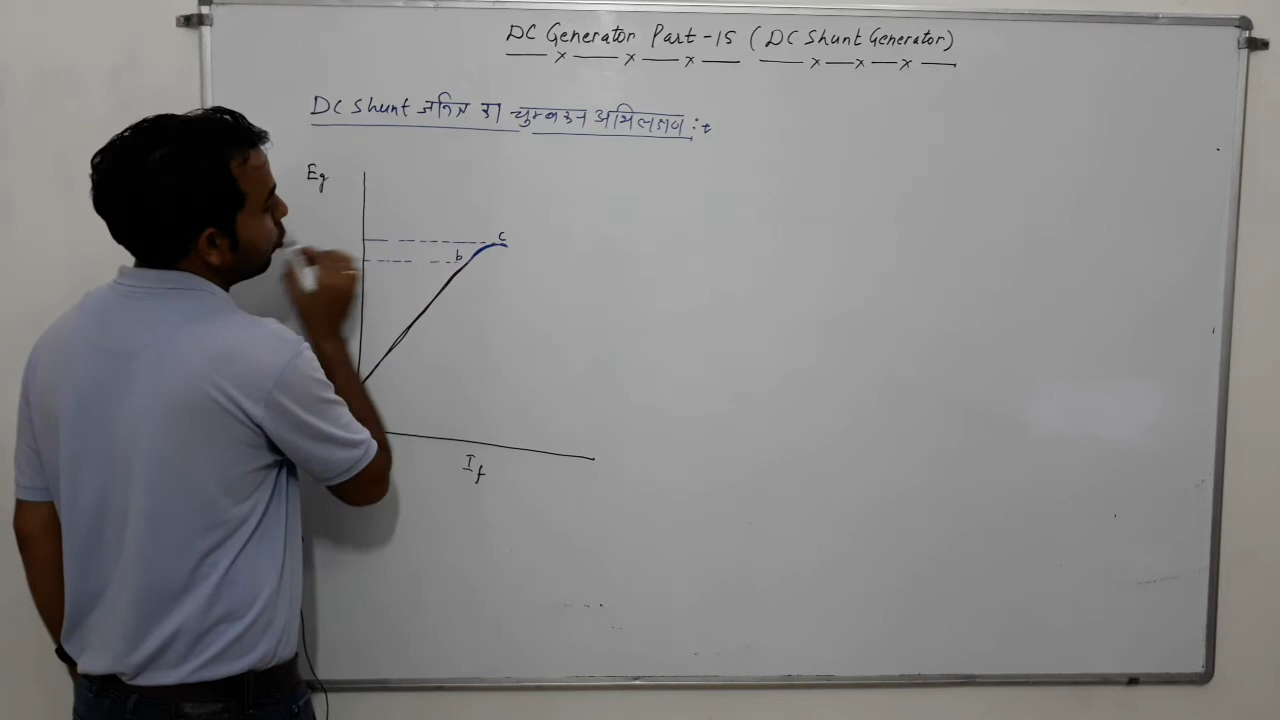 DC Generator Part-15 (DC Shunt Generator)
DC Shunt जनित्र का चुम्बकन अभिलक्षण :-
Eg
c
b
If